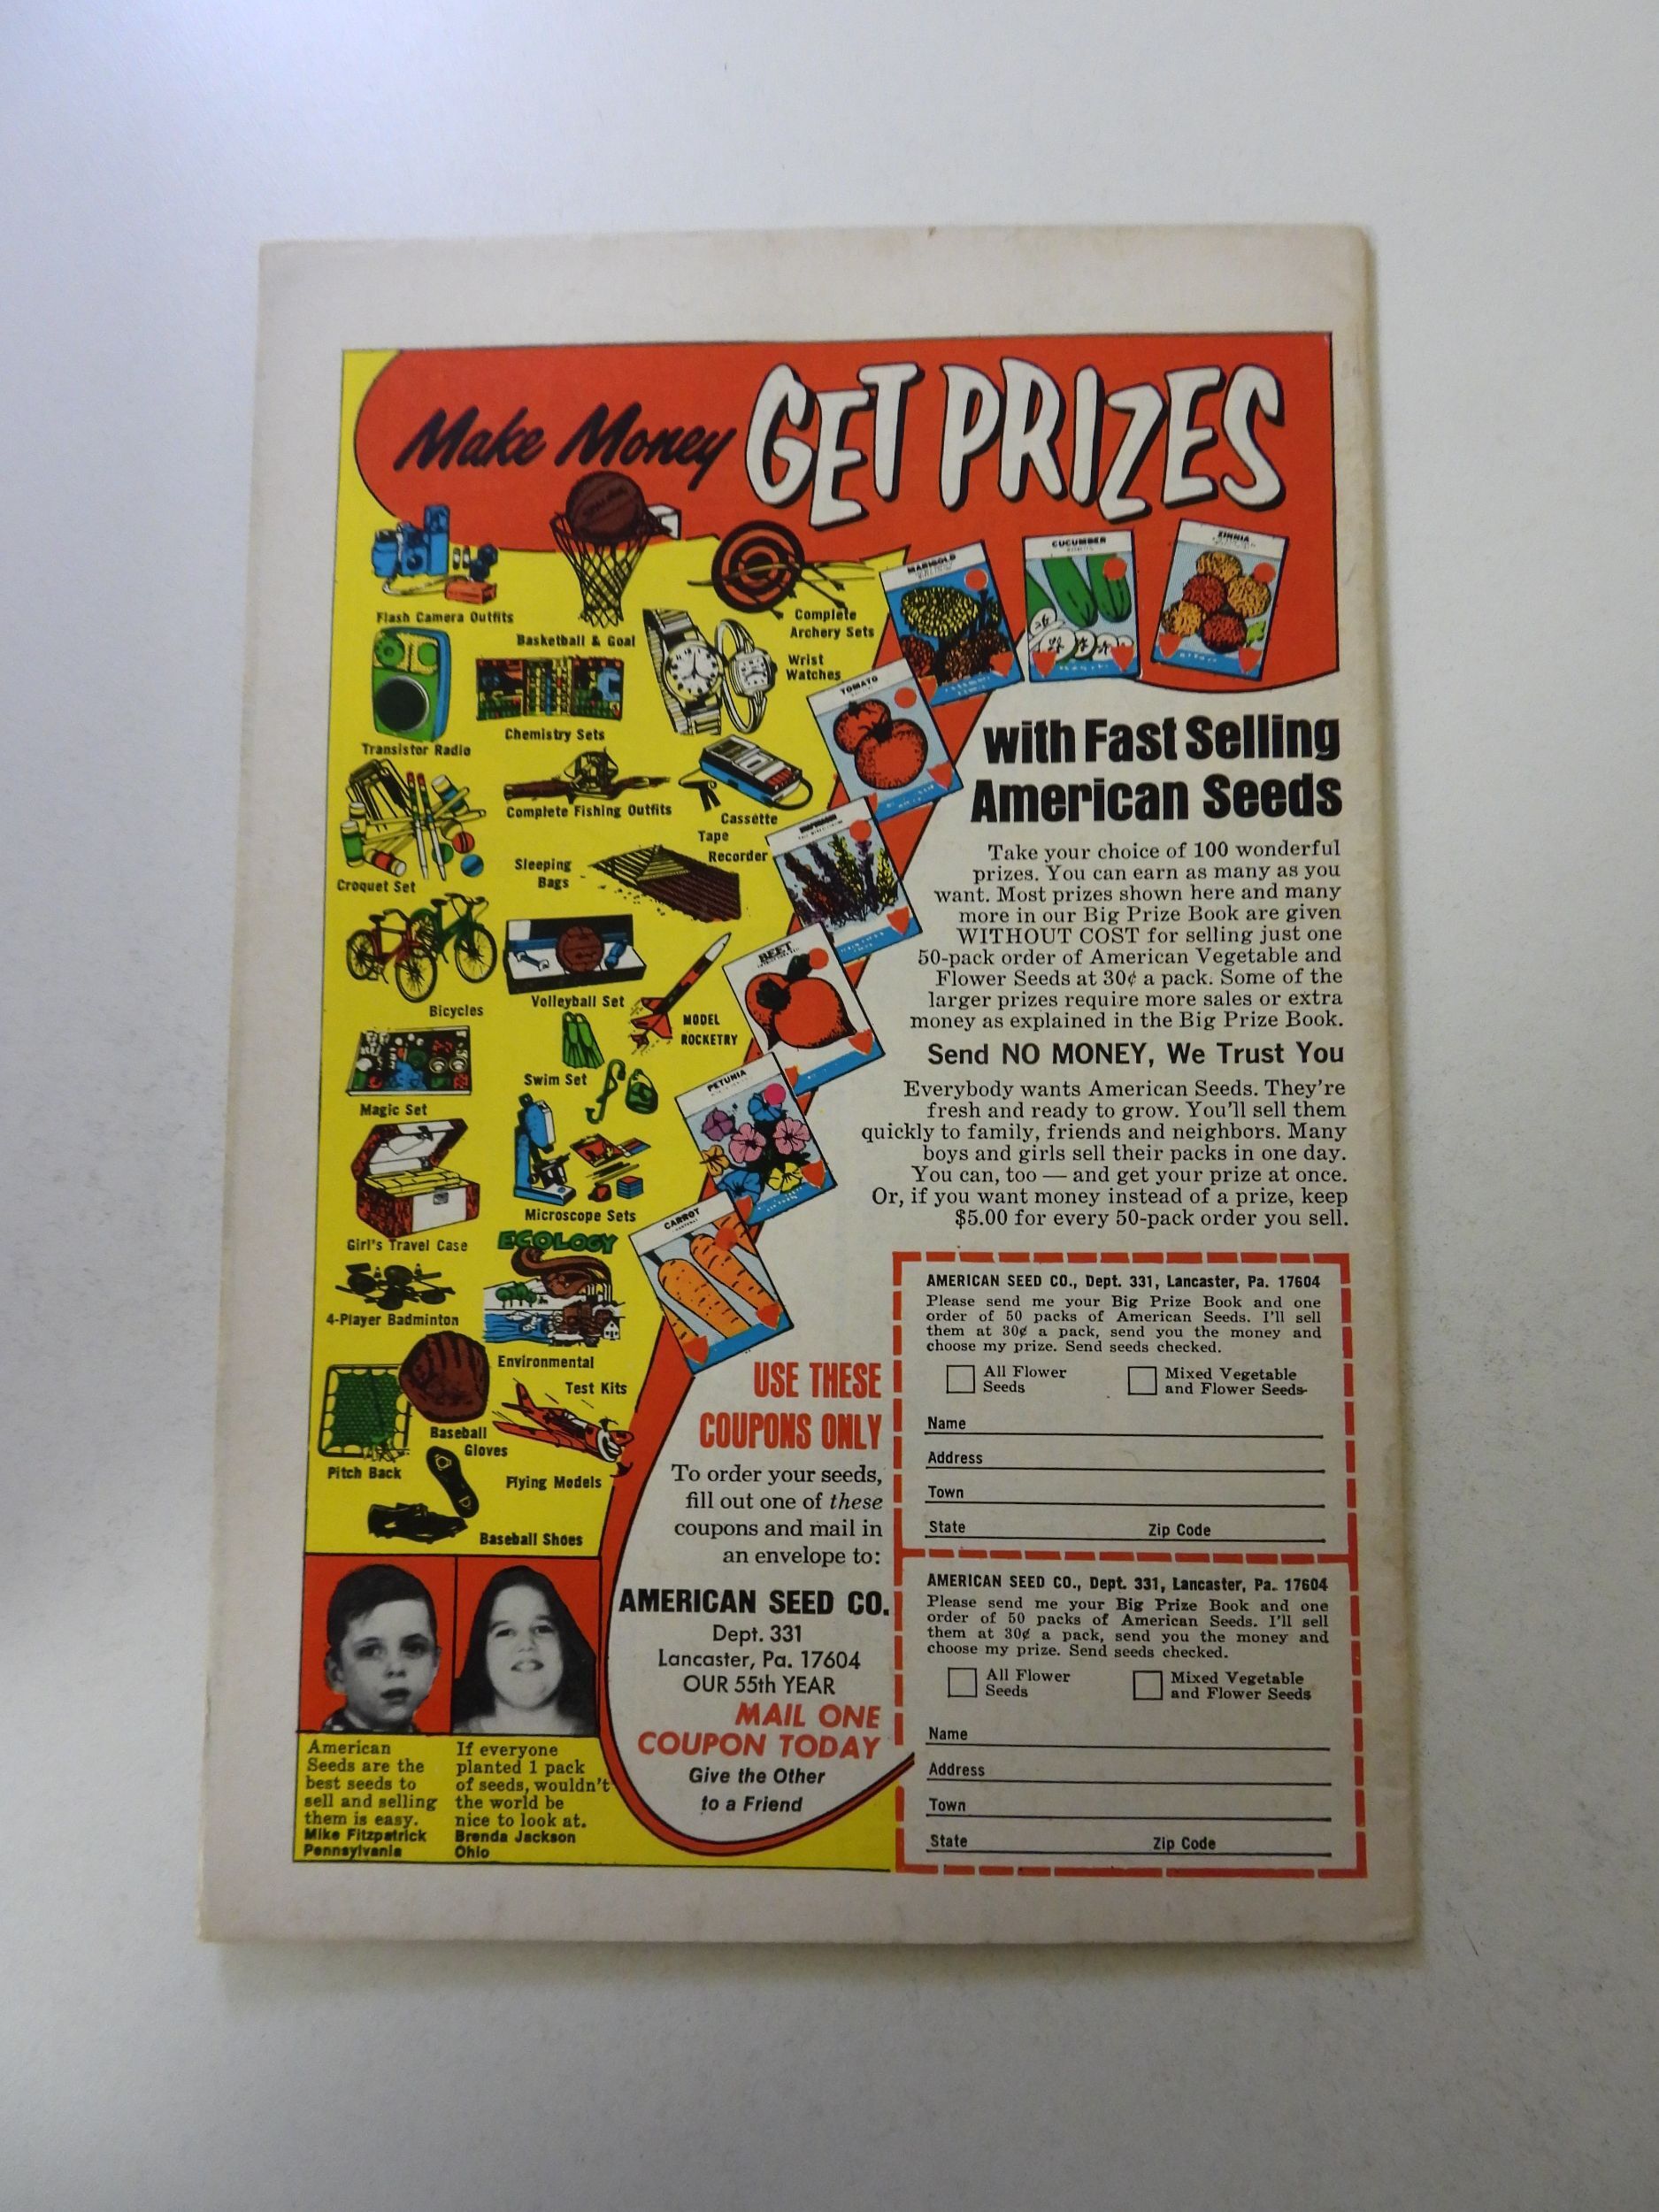 Make Money GET PRIZES
SPALDING
Flash Camera Outfits
Basketball & Goal
Complete
Archery Sets
Wrist
Watches
Transistor Radio
Chemistry Sets
Complete Fishing Outfits
Cassette
Tape
Recorder
Croquet Set
Sleeping
Bags
Bicycles
Volleyball Set
MODEL
ROCKETRY
Swim Set
Magic Set
Microscope Sets
Girl's Travel Case
ECOLOGY
4-Player Badminton
Environmental
Test Kits
Baseball
Gloves
Pitch Back
Flying Models
Baseball Shoes
MARIGOLD
CUCUMBER
ZINNIA
TOMATO
BEET
PETUNIA
CARROT
with Fast Selling
American Seeds
Take your choice of 100 wonderful
prizes. You can earn as many as you
want. Most prizes shown here and many
more in our Big Prize Book are given
WITHOUT COST for selling just one
50-pack order of American Vegetable and
Flower Seeds at 30¢ a pack. Some of the
larger prizes require more sales or extra
money as explained in the Big Prize Book.
Send NO MONEY, We Trust You
Everybody wants American Seeds. They're
fresh and ready to grow. You'll sell them
quickly to family, friends and neighbors. Many
boys and girls sell their packs in one day.
You can, too — and get your prize at once.
Or, if you want money instead of a prize, keep
$5.00 for every 50-pack order you sell.
USE THESE
COUPONS ONLY
To order your seeds,
fill out one of these
coupons and mail in
an envelope to:
AMERICAN SEED CO.
Dept. 331
Lancaster, Pa. 17604
OUR 55th YEAR
MAIL ONE
COUPON TODAY
Give the Other
to a Friend
AMERICAN SEED CO., Dept. 331, Lancaster, Pa. 17604
Please send me your Big Prize Book and one
order of 50 packs of American Seeds. I'll sell
them at 30¢ a pack, send you the money and
choose my prize. Send seeds checked.
All Flower
Seeds
Mixed Vegetable
and Flower Seeds
Name
Address
Town
State Zip Code
AMERICAN SEED CO., Dept. 331, Lancaster, Pa. 17604
Please send me your Big Prize Book and one
order of 50 packs of American Seeds. I'll sell
them at 30¢ a pack, send you the money and
choose my prize. Send seeds checked.
All Flower
Seeds
Mixed Vegetable
and Flower Seeds
Name
Address
Town
State Zip Code
American
Seeds are the
best seeds to
sell and selling
them is easy.
Mike Fitzpatrick
Pennsylvania
If everyone
planted 1 pack
of seeds, wouldn't
the world be
nice to look at.
Brenda Jackson
Ohio